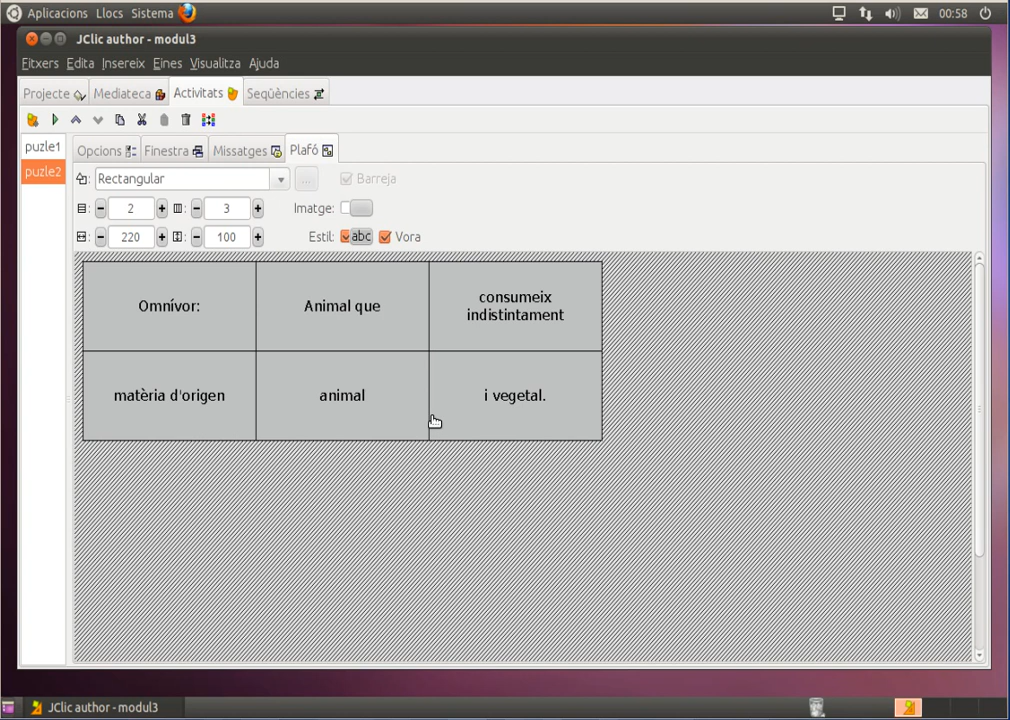 Aplicacions Llocs Sistema 00:58
JClic author - modul3
Fitxers Edita Insereix Eines Visualitza Ajuda
Projecte Mediateca Activitats Seqüències
puzle1
puzle2
Opcions Finestra Missatges Plafó
Rectangular ... Barreja
2 3 Imatge:
220 100 Estil: abc Vora
Omnívor:
Animal que
consumeix
indistintament
matèria d'origen
animal
i vegetal.
JClic author - modul3